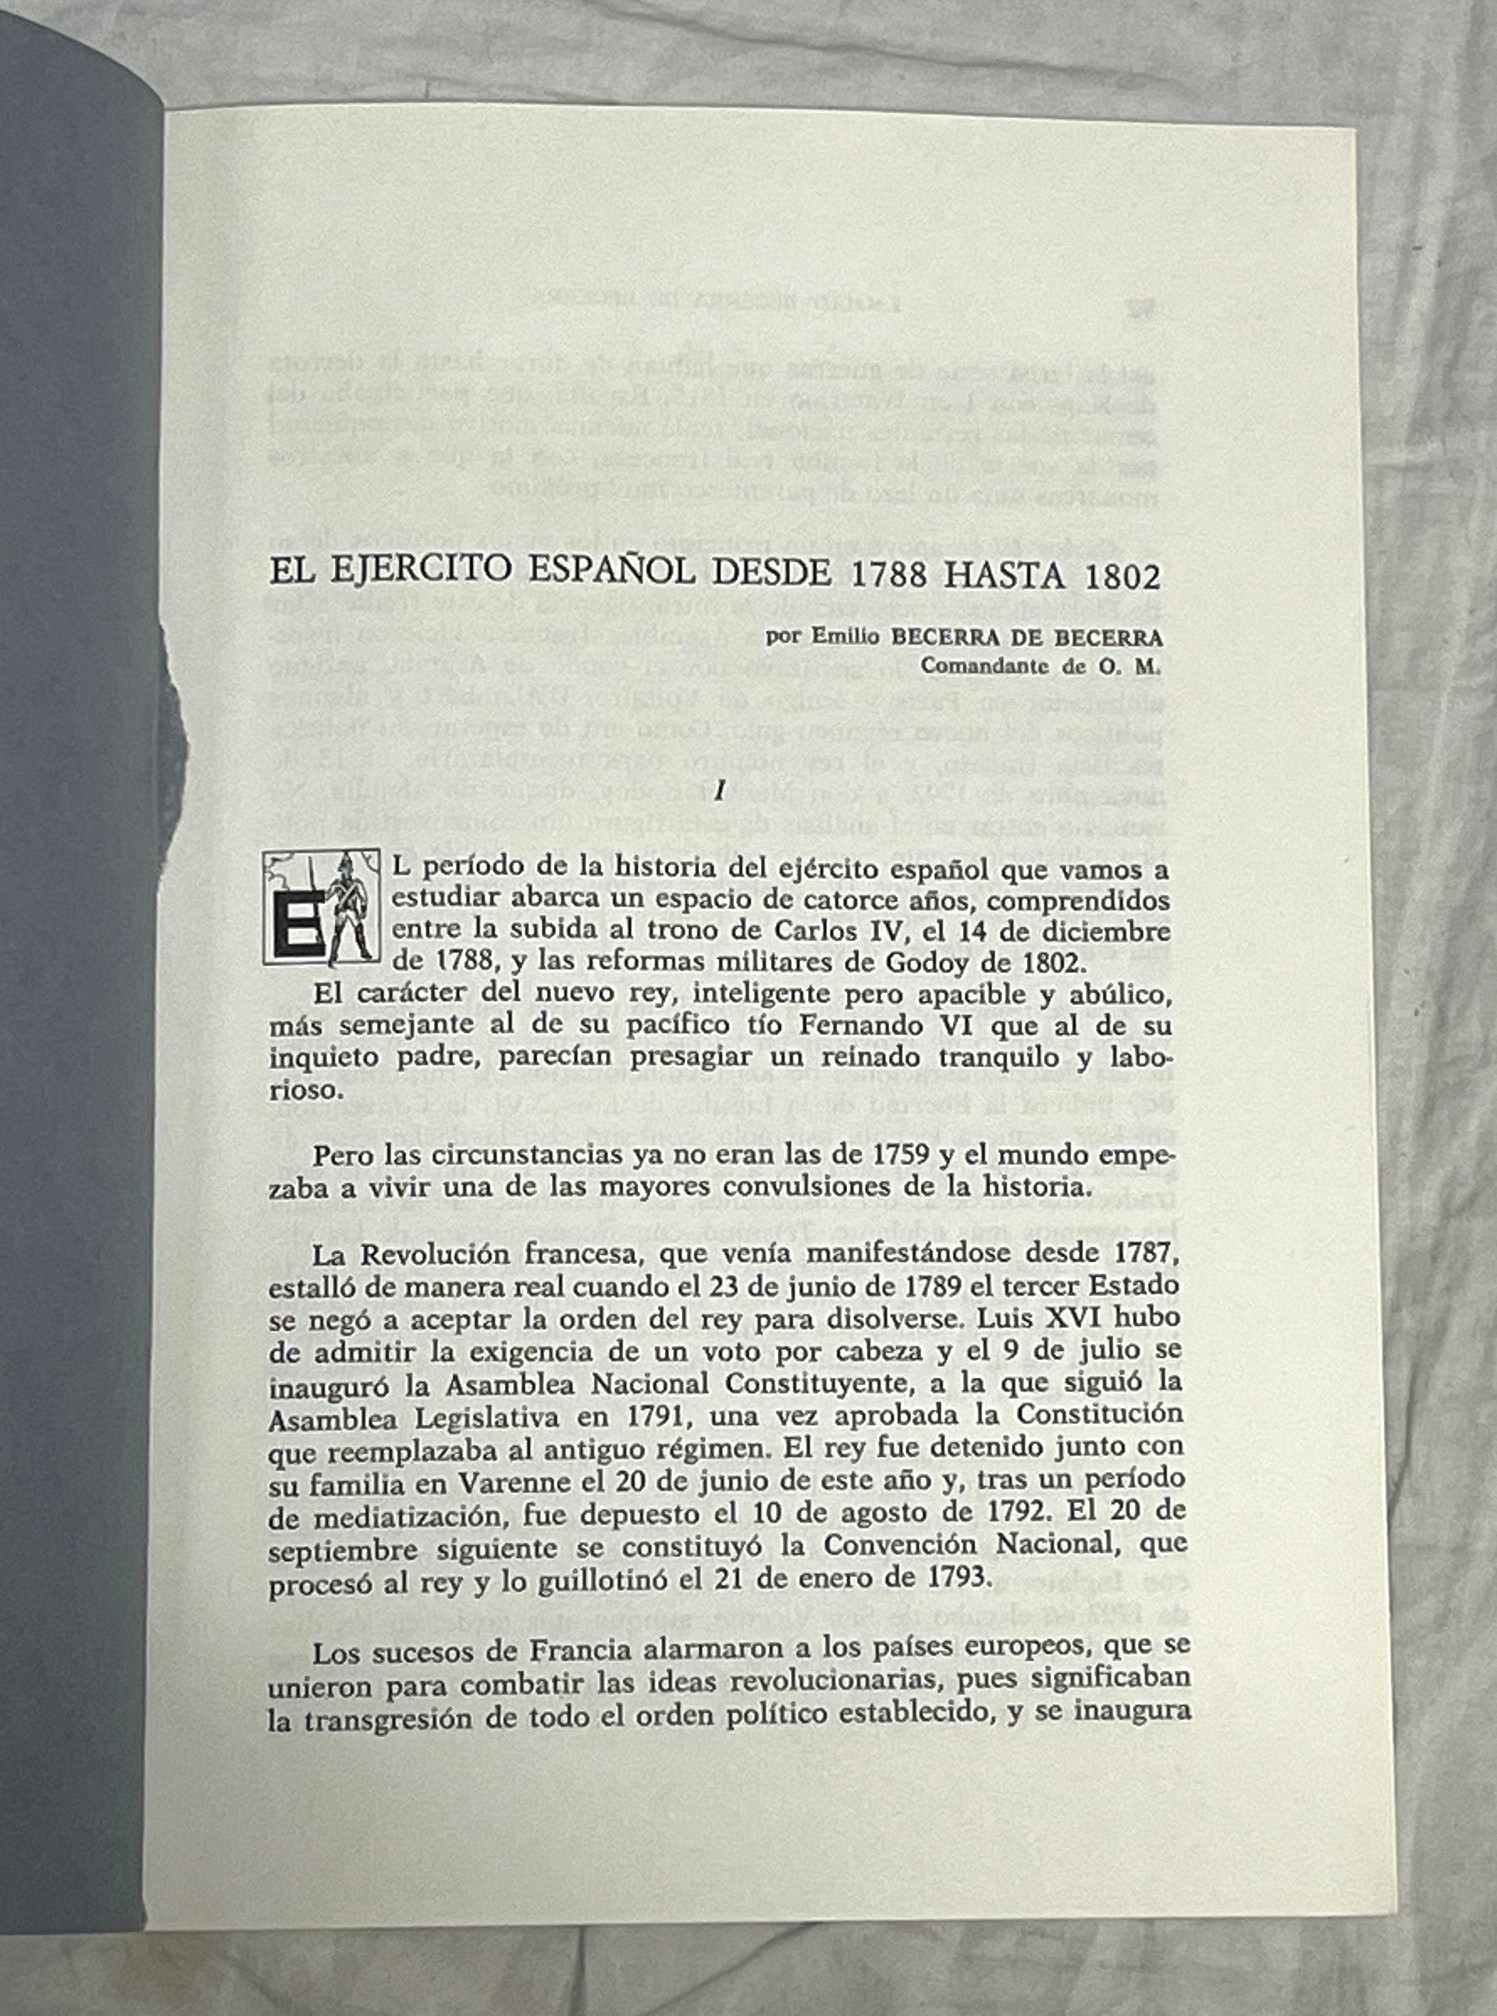 EL EJERCITO ESPAÑOL DESDE 1788 HASTA 1802
por Emilio BECERRA DE BECERRA
Comandante de O. M.
I
EL período de la historia del ejército español que vamos a
estudiar abarca un espacio de catorce años, comprendidos
entre la subida al trono de Carlos IV, el 14 de diciembre
de 1788, y las reformas militares de Godoy de 1802.
El carácter del nuevo rey, inteligente pero apacible y abúlico,
más semejante al de su pacífico tío Fernando VI que al de su
inquieto padre, parecían presagiar un reinado tranquilo y labo-
rioso.
Pero las circunstancias ya no eran las de 1759 y el mundo empe-
zaba a vivir una de las mayores convulsiones de la historia.
La Revolución francesa, que venía manifestándose desde 1787,
estalló de manera real cuando el 23 de junio de 1789 el tercer Estado
se negó a aceptar la orden del rey para disolverse. Luis XVI hubo
de admitir la exigencia de un voto por cabeza y el 9 de julio se
inauguró la Asamblea Nacional Constituyente, a la que siguió la
Asamblea Legislativa en 1791, una vez aprobada la Constitución
que reemplazaba al antiguo régimen. El rey fue detenido junto con
su familia en Varenne el 20 de junio de este año y, tras un período
de mediatización, fue depuesto el 10 de agosto de 1792. El 20 de
septiembre siguiente se constituyó la Convención Nacional, que
procesó al rey y lo guillotinó el 21 de enero de 1793.
Los sucesos de Francia alarmaron a los países europeos, que se
unieron para combatir las ideas revolucionarias, pues significaban
la transgresión de todo el orden político establecido, y se inaugura